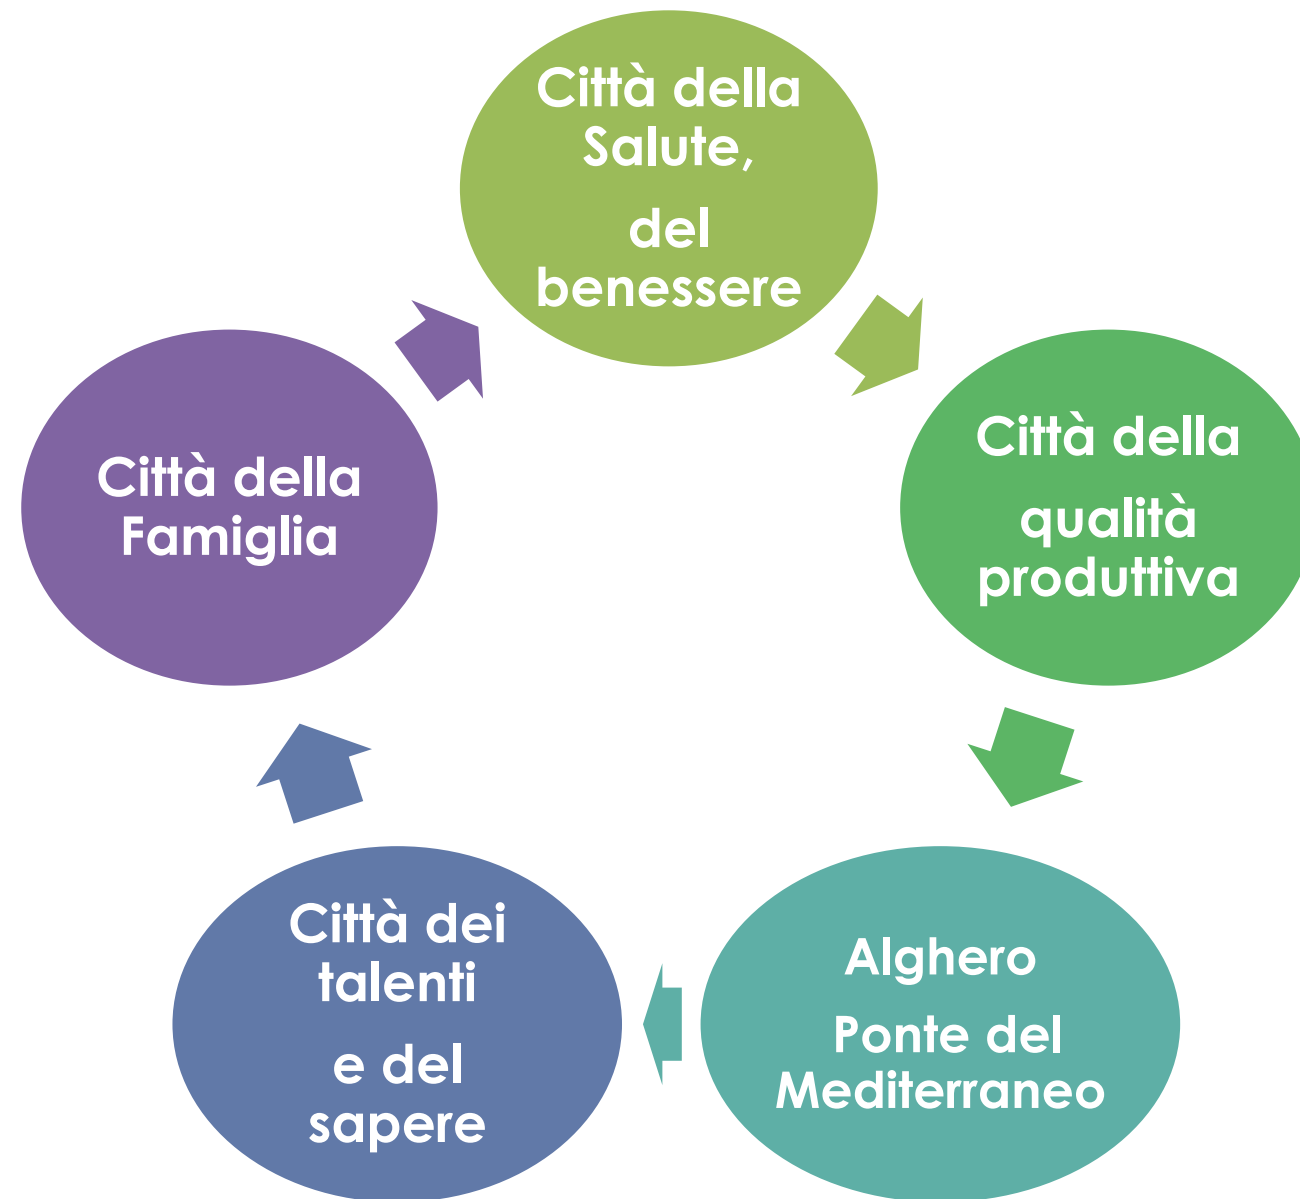 Città della
Salute,
del
benessere
Città della
qualità
produttiva
Alghero
Ponte del
Mediterraneo
Città dei
talenti
e del
sapere
Città della
Famiglia